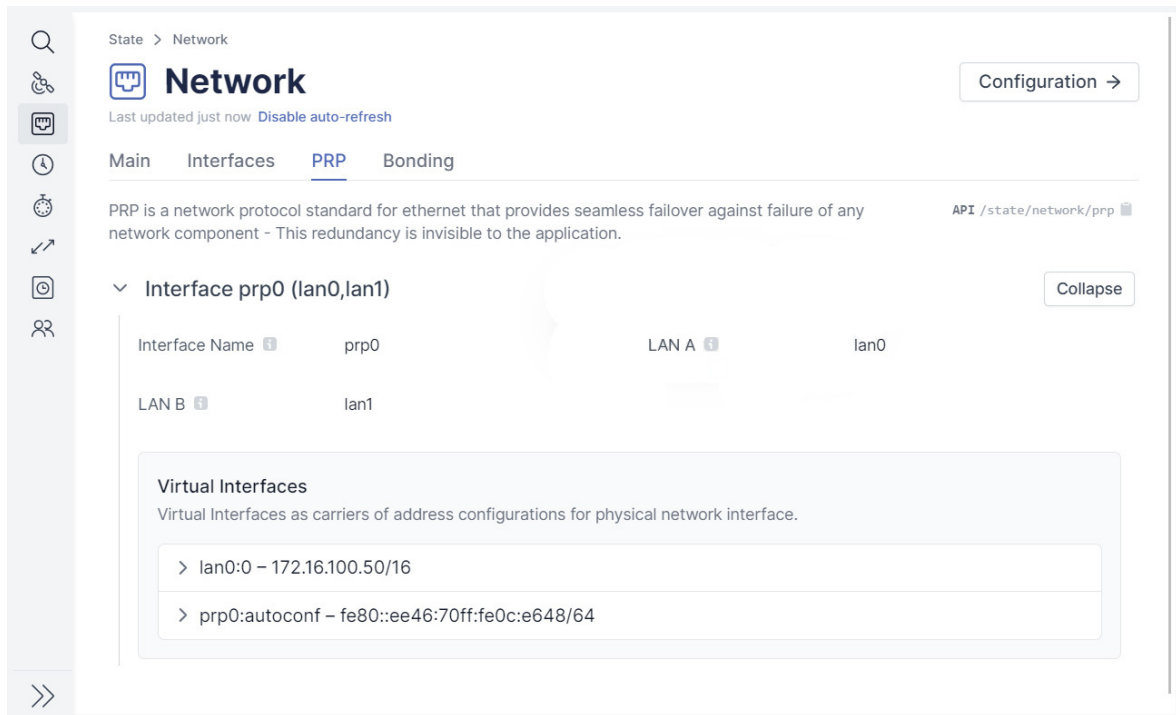 State > Network
Network
Configuration →
Last updated just now Disable auto-refresh
Main Interfaces PRP Bonding
PRP is a network protocol standard for ethernet that provides seamless failover against failure of any
network component - This redundancy is invisible to the application.
API /state/network/prp
Interface prp0 (lan0,lan1)
Collapse
Interface Name prp0 LAN A lan0
LAN B lan1
Virtual Interfaces
Virtual Interfaces as carriers of address configurations for physical network interface.
lan0:0 – 172.16.100.50/16
prp0:autoconf – fe80::ee46:70ff:fe0c:e648/64